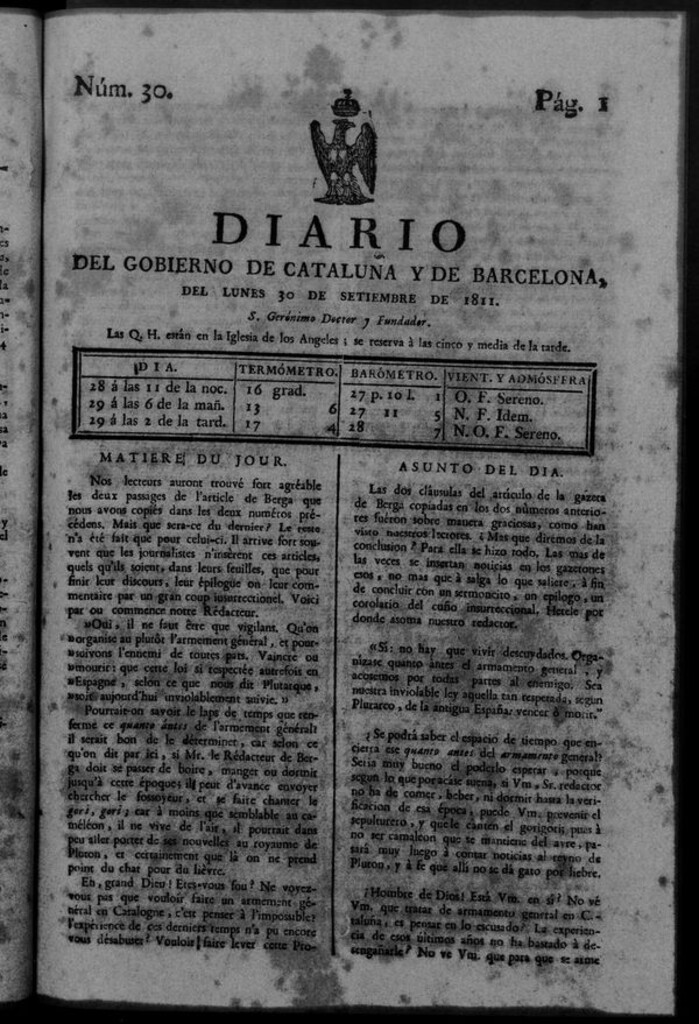 Núm. 30.
Pág. 1
DIARIO
DEL GOBIERNO DE CATALUÑA Y DE BARCELONA,
DEL LUNES 30 DE SETIEMBRE DE 1811.
S. Gerónimo Doctor y Fundador.
Las Q. H. están en la Iglesia de los Angeles ; se reserva à las cinco y media de la tarde.
DIA. TERMÓMETRO. BARÓMETRO. VIENT. Y ADMÓSFERA
28 á las 11 de la noc. 16 grad. 27 p. 10 l. 1 O. F. Sereno.
29 á las 6 de la mañ. 13 6 27 11 5 N. F. Idem.
29 á las 2 de la tard. 17 4 28 7 N. O. F. Sereno.
MATIERE DU JOUR.
Nos lecteurs auront trouvé fort agréable
les deux passages de l'article de Berga que
nous avons copiés dans les deux numéros pré-
cédens. Mais que sera-ce du dernier? Le reste
n'a été fait que pour celui-ci. Il arrive fort sou-
vent que les journalistes n'insèrent ces articles,
quels qu'ils soient, dans leurs feuilles, que pour
finir leur discours, leur épilogue ou leur com-
mentaire par un gran coup insurrectionel. Voici
par ou commence notre Rédacteur.
»Oui, il ne faut être que vigilant. Qu'on
»organise au plutôt l'armement général, et pour-
»suivons l'ennemi de toutes parts. Vaincre ou
»mourir: que cette loi si respectée autrefois en
»Espagne, selon ce que nous dit Plutarque,
»soit aujourd'hui inviolablement suivie. »
Pourrait-on savoir le laps de temps que ren-
ferme ce quanto ántes de l'armement général?
il serait bon de le déterminer, car selon ce
qu'on dit par ici, si Mr. le Rédacteur de Ber-
ga doit se passer de boire, manger ou dormir
jusqu'à cette époque; il peut d'avance envoyer
chercher le fossoyeur, et se faire chanter le
gori, gori; car à moins que semblable au ca-
méléon, il ne vive de l'air, il pourrait dans
peu aller porter de ses nouvelles au royaume de
Pluton, et certainement que là on ne prend
point du chat pour du lièvre.
Eh, grand Dieu! Etes-vous fou? Ne voyez-
vous pas que vouloir faire un armement gé-
néral en Catalogne, c'est penser à l'impossible?
l'expérience de ces derniers temps n'a pu encore
vous désabuser? Vouloir faire lever cette Pro-
ASUNTO DEL DIA.
Las dos cláusulas del artículo de la gazeta
de Berga copiadas en los dos números anterio-
res fuéron sobre manera graciosas, como han
visto nuestros lectores. ¿Mas que diremos de la
conclusion? Para ella se hizo todo. Las mas de
las veces se insertan noticias en los gazetones
esos, no mas que à salga lo que saliere, à fin
de concluir con un sermoncito, un epílogo, un
corolario del cuño insurreccional. Hetele por
donde asoma nuestro redactor.
«Si: no hay que vivir descuydados. Orga-
nizase quanto ántes el armamento general, y
acosemos por todas partes al enemigo. Sea
nuestra inviolable ley aquella tan respetada, segun
Plutarco, de la antigua España: vencer ó morir."
¿Se podrá saber el espacio de tiempo que en-
cierra ese quanto antes del armamento general?
Seria muy bueno el poderlo esperar, porque
segun lo que por acáse suena, si Vm, Sr. redactor
no ha de comer, beber, ni dormir hasta la veri-
ficacion de esa época, puede Vm. prevenir el
sepulturero, y que le canten el gorigori; pues à
no ser camaleon que se mantiene del ayre, pa-
sará muy luego à contar noticias al reyno de
Pluton, y à fe que allí no se dá gato por liebre.
¿Hombre de Dios! Está Vm. en si? No vé
Vm. que tratar de armamento general en C-
taluña, es pensar en lo escusado? La experien-
cia de esos últimos años no ha bastado à de-
sengañarle? No ve Vm. que para que se arme